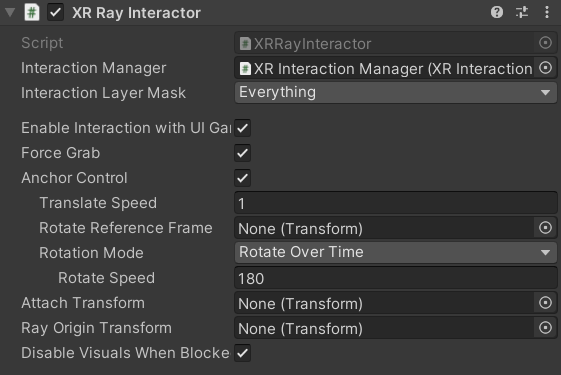 XR Ray Interactor
Script XRRayInteractor
Interaction Manager XR Interaction Manager (XR Interaction
Interaction Layer Mask Everything
Enable Interaction with UI Gar
Force Grab
Anchor Control
Translate Speed 1
Rotate Reference Frame None (Transform)
Rotation Mode Rotate Over Time
Rotate Speed 180
Attach Transform None (Transform)
Ray Origin Transform None (Transform)
Disable Visuals When Blocke